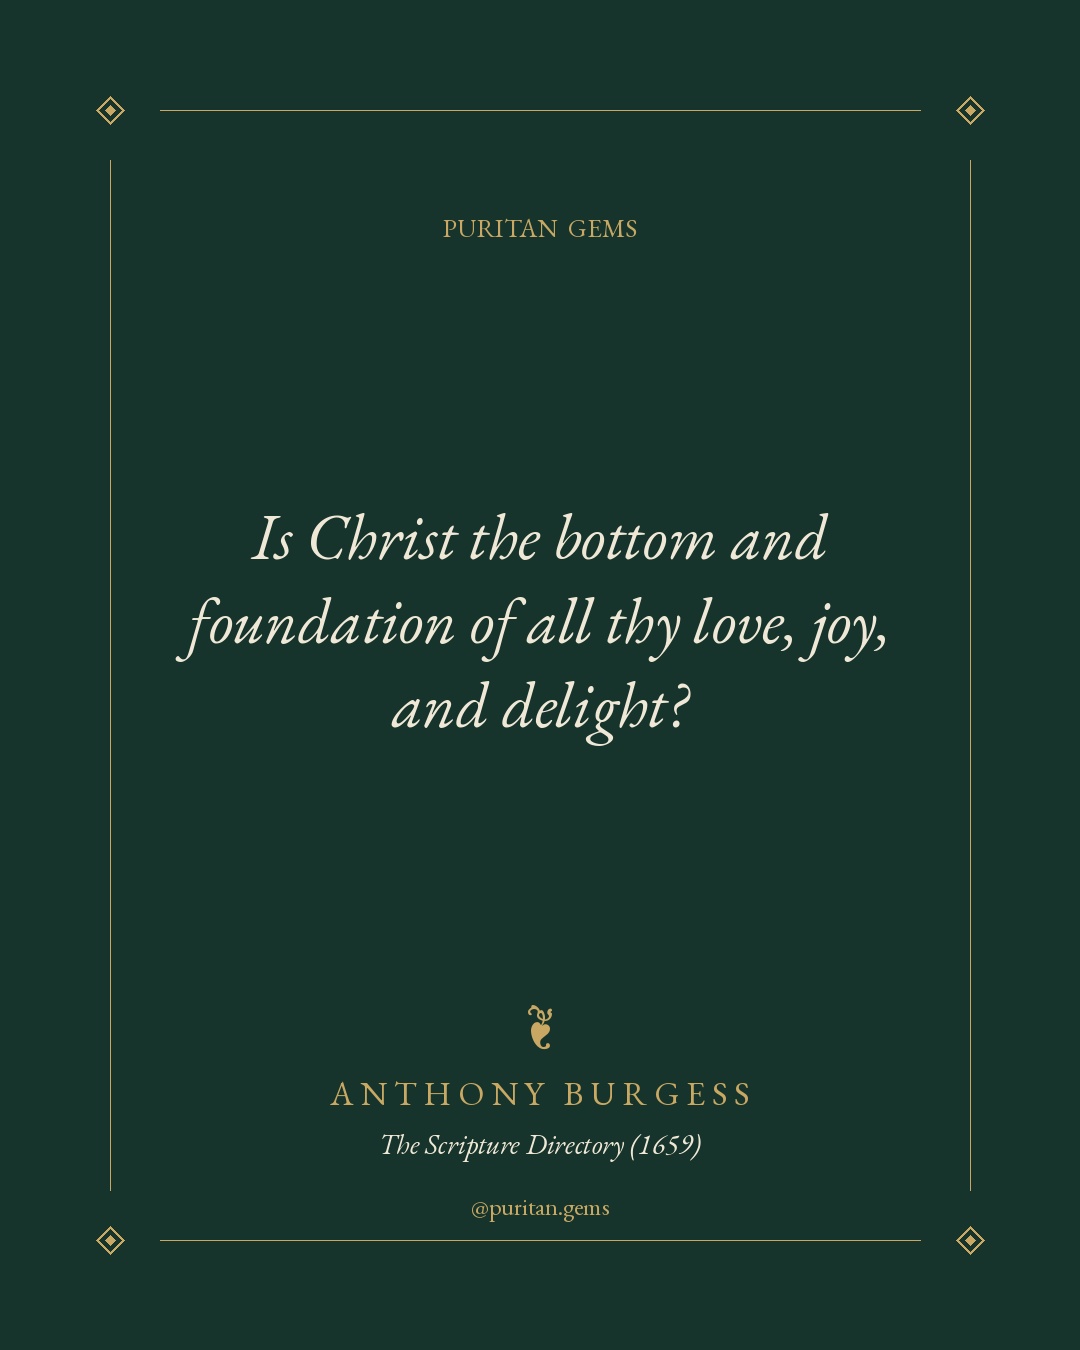 PURITAN GEMS
Is Christ the bottom and
foundation of all thy love, joy,
and delight?
ANTHONY BURGESS
The Scripture Directory (1659)
@puritan.gems